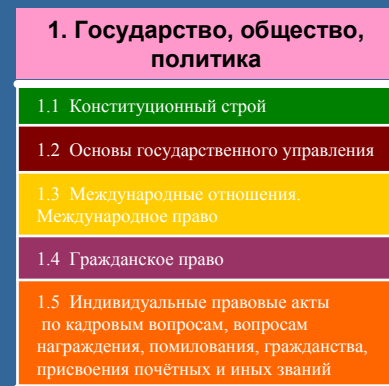 1. Государство, общество,
политика
1.1 Конституционный строй
1.2 Основы государственного управления
1.3 Международные отношения.
Международное право
1.4 Гражданское право
1.5 Индивидуальные правовые акты
по кадровым вопросам, вопросам
награждения, помилования, гражданства,
присвоения почётных и иных званий